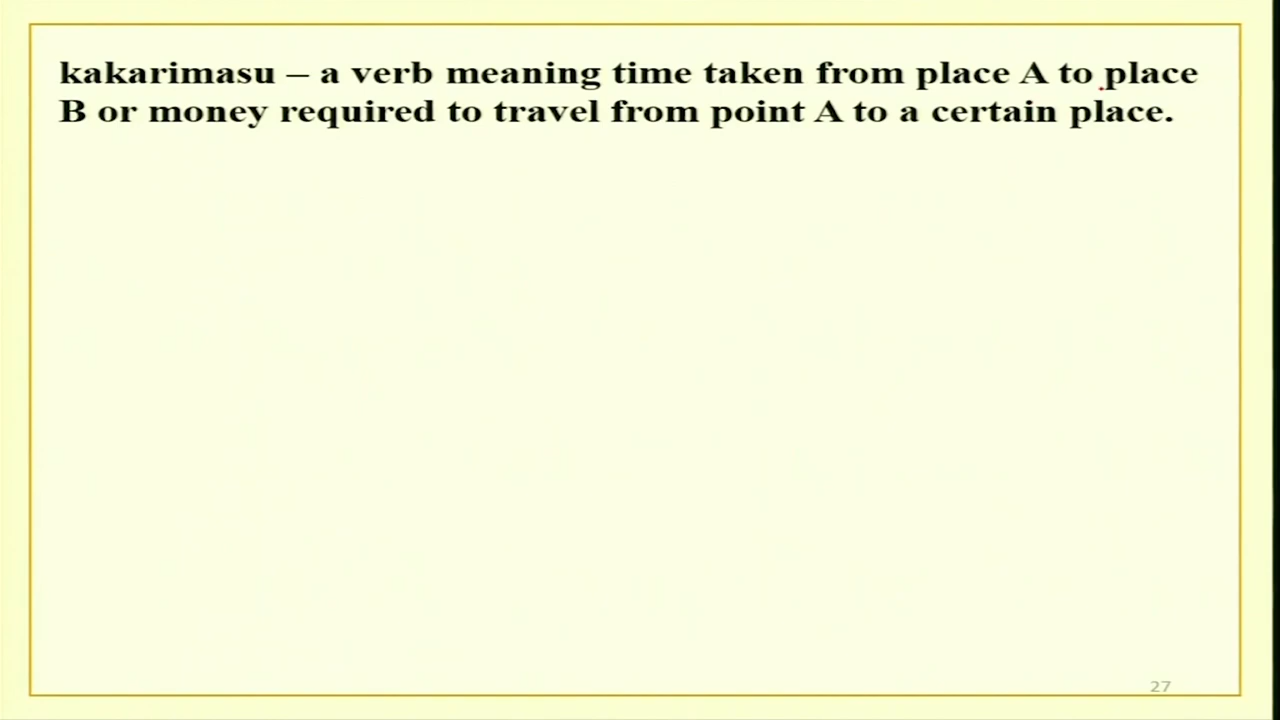 kakarimasu – a verb meaning time taken from place A to place
B or money required to travel from point A to a certain place.
27